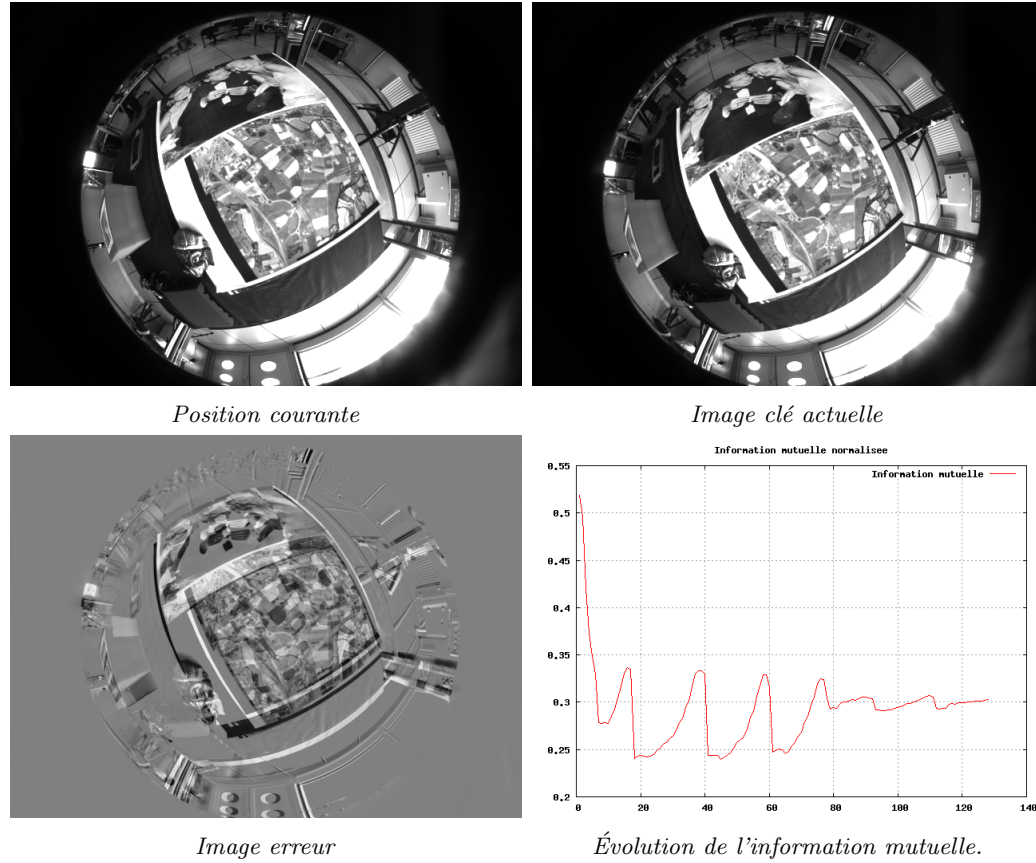 Position courante
Image clé actuelle
Information mutuelle normalisee
Information mutuelle
0.55
0.5
0.45
0.4
0.35
0.3
0.25
0.2
0
20
40
60
80
100
120
140
Image erreur
Évolution de l'information mutuelle.